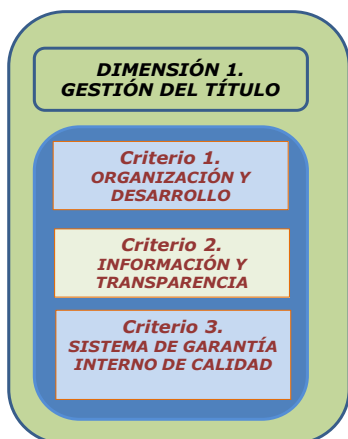 DIMENSIÓN 1.
GESTIÓN DEL TÍTULO
Criterio 1.
ORGANIZACIÓN Y
DESARROLLO
Criterio 2.
INFORMACIÓN Y
TRANSPARENCIA
Criterio 3.
SISTEMA DE GARANTÍA
INTERNO DE CALIDAD